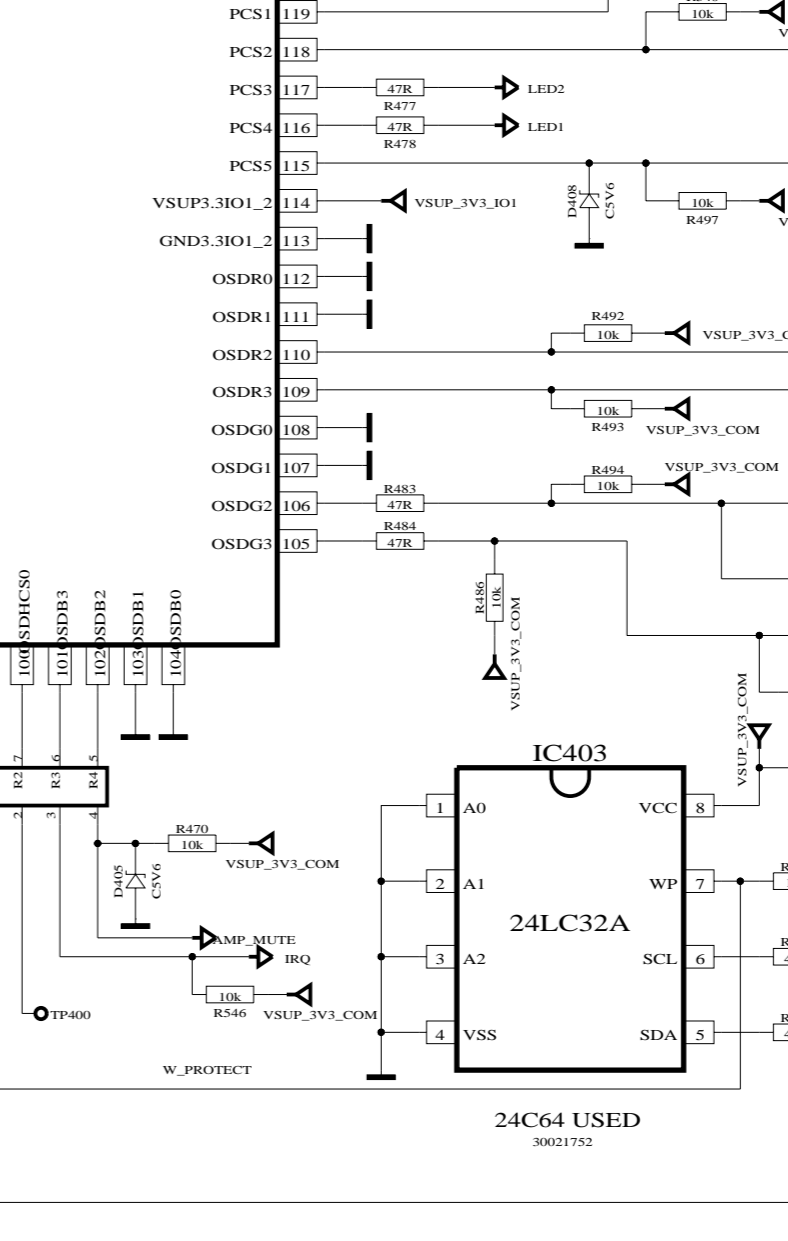 PCS1 119
10k
PCS2 118
PCS3 117 47R LED2
R477
PCS4 116 47R LED1
R478
PCS5 115
D408 C5V6
10k
R497
VSUP3.3IO1_2 114 VSUP_3V3_IO1
GND3.3IO1_2 113
OSDR0 112
OSDR1 111
R492
10k VSUP_3V3_
OSDR2 110
OSDR3 109
10k
R493 VSUP_3V3_COM
OSDG0 108
OSDG1 107
R494 VSUP_3V3_COM
10k
R483
OSDG2 106 47R
R484
OSDG3 105 47R
R486 10k VSUP_3V3_COM
100 OSDHCS0
101 OSDB3
102 OSDB2
103 OSDB1
104 OSDB0
7 6 5
R2 R3 R4
2 3 4
R470
10k
VSUP_3V3_COM
D405 C5V6
AMP_MUTE
IRQ
10k
R546 VSUP_3V3_COM
TP400
W_PROTECT
VSUP_3V3_COM
IC403
1 A0 VCC 8
2 A1 WP 7
24LC32A
3 A2 SCL 6
4 VSS SDA 5
24C64 USED
30021752